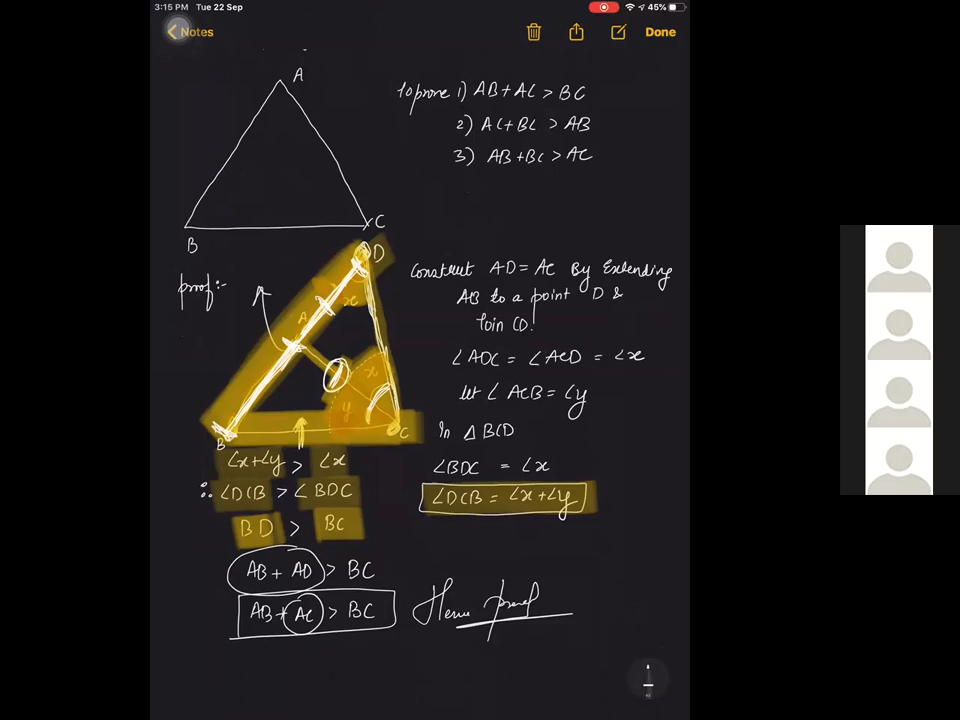 3:15 PM Tue 22 Sep
45%
Notes
Done
A
B
C
To prove 1) AB + AC > BC
2) AC + BC > AB
3) AB + BC > AC
proof:-
D
x
A
x
y
B
C
Construct AD = AC By Extending
AB to a point D &
Join CD.
∠ADC = ∠ACD = ∠x
let ∠ACB = ∠y
In △ BCD
∠BDC = ∠x
∠DCB = ∠x + ∠y
∠x + ∠y > ∠x
∴ ∠DCB > ∠BDC
BD > BC
AB + AD > BC
AB + AC > BC
Hence proved